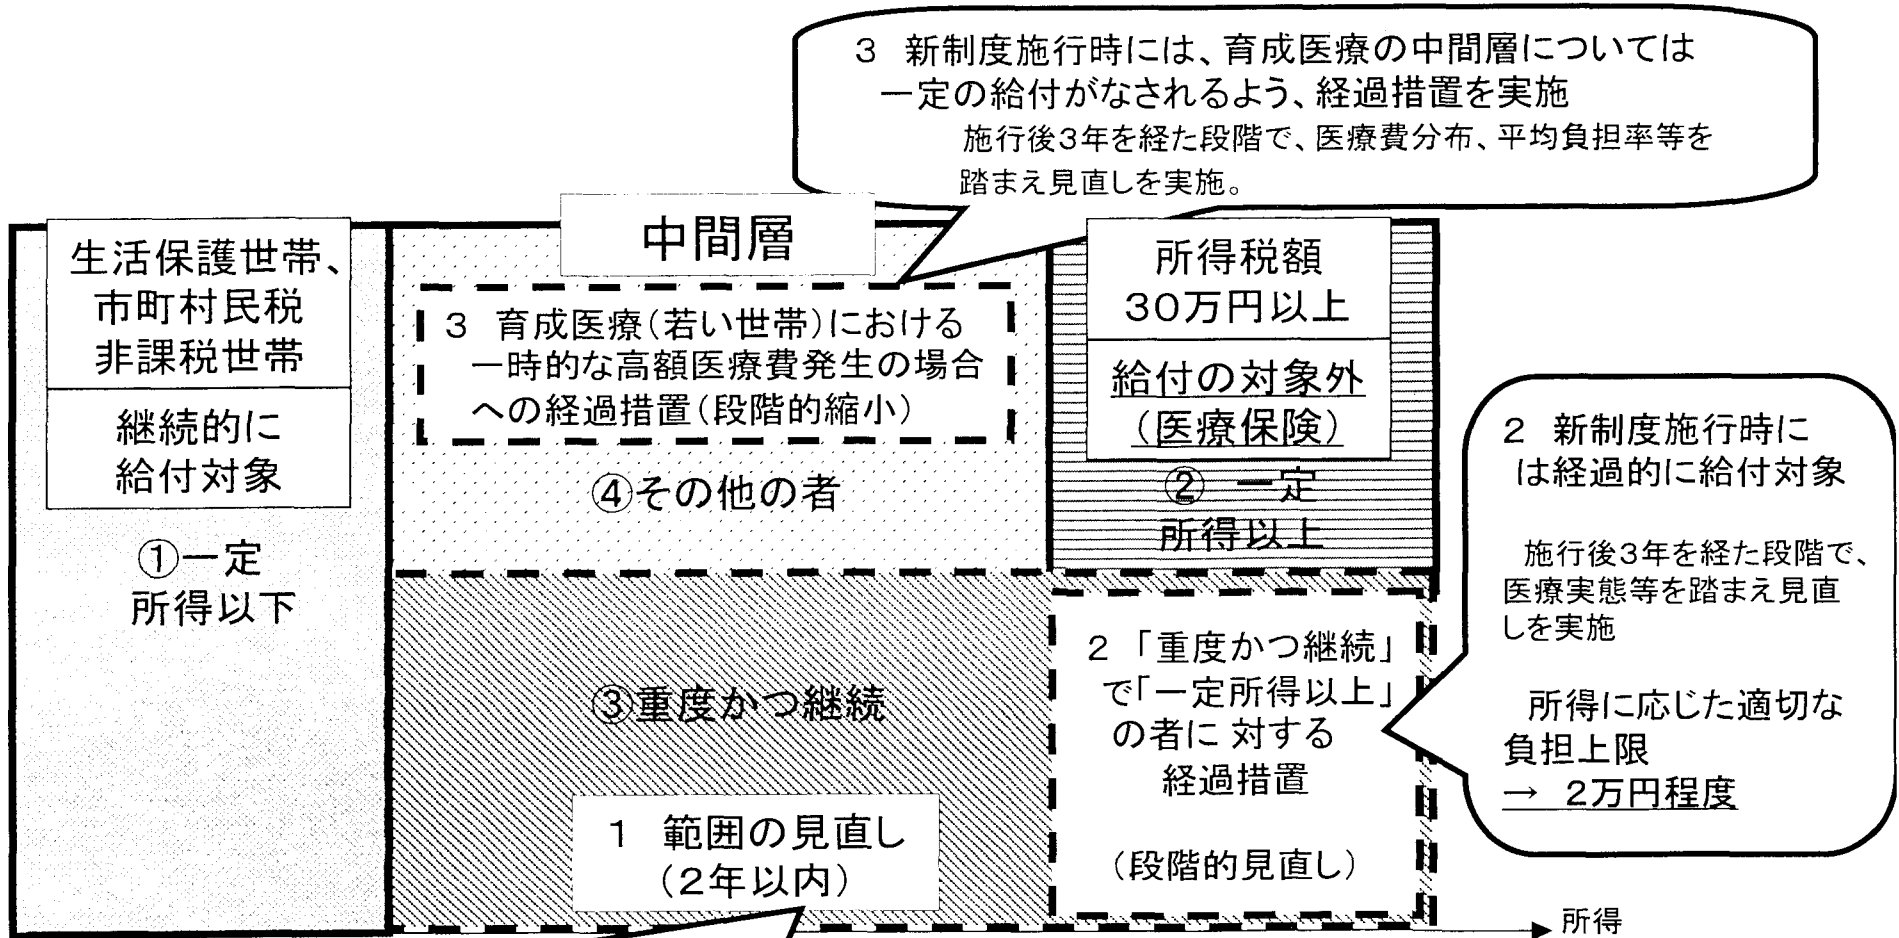 3 新制度施行時には、育成医療の中間層については
一定の給付がなされるよう、経過措置を実施
施行後3年を経た段階で、医療費分布、平均負担率等を
踏まえ見直しを実施。
生活保護世帯、
市町村民税
非課税世帯
継続的に
給付対象
①一定
所得以下
中間層
3 育成医療(若い世帯)における
一時的な高額医療費発生の場合
への経過措置(段階的縮小)
④その他の者
所得税額
30万円以上
給付の対象外
(医療保険)
② 一定
所得以上
③重度かつ継続
1 範囲の見直し
(2年以内)
2 「重度かつ継続」
で「一定所得以上」
の者に 対する
経過措置
(段階的見直し)
2 新制度施行時に
は経過的に給付対象
施行後3年を経た段階で、
医療実態等を踏まえ見直
しを実施
所得に応じた適切な
負担上限
→ 2万円程度
所得